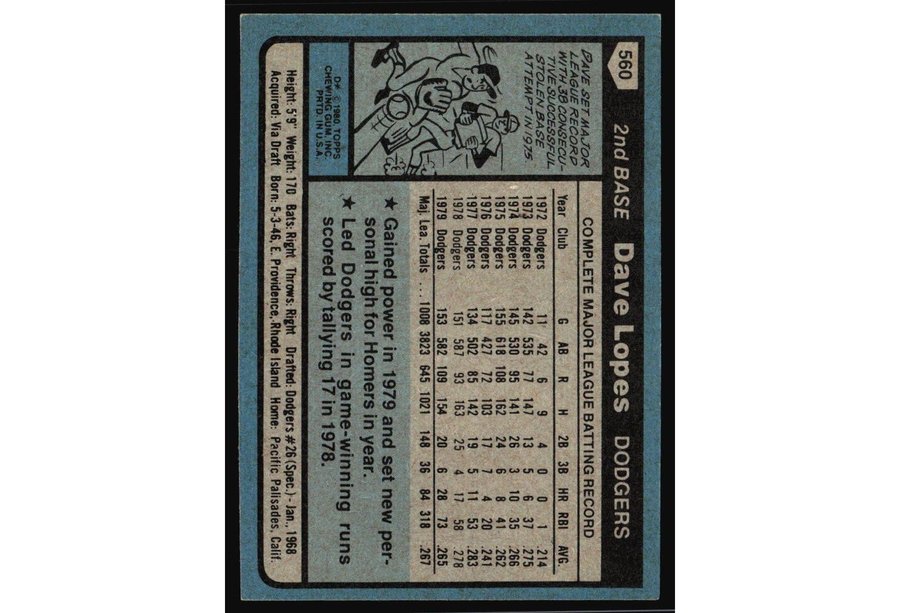 560
2nd BASE Dave Lopes DODGERS
DAVE SET MAJOR
LEAGUE RECORD
WITH 38 CONSECU-
TIVE SUCCESSFUL
STOLEN BASE
ATTEMPT IN 1975
D* © 1980 TOPPS
CHEWING GUM, INC.
PRTD. IN U.S.A.
COMPLETE MAJOR LEAGUE BATTING RECORD
Year Club G AB R H 2B 3B HR RBI AVG.
1972 Dodgers 11 42 6 9 4 0 0 1 .214
1973 Dodgers 142 535 77 147 13 5 6 37 .275
1974 Dodgers 145 530 95 141 26 3 10 35 .266
1975 Dodgers 155 618 108 162 24 6 8 41 .262
1976 Dodgers 117 427 72 103 17 7 4 20 .241
1977 Dodgers 134 502 85 142 19 5 11 53 .283
1978 Dodgers 151 587 93 163 25 4 17 58 .278
1979 Dodgers 153 582 109 154 20 6 28 73 .265
Maj. Lea. Totals . . . 1008 3823 645 1021 148 36 84 318 .267
★ Gained power in 1979 and set new per-
sonal high for Homers in year.
★ Led Dodgers in game-winning runs
scored by tallying 17 in 1978.
Height: 5'9" Weight: 170 Bats: Right Throws: Right Drafted: Dodgers #26 (Spec.) - Jan., 1968
Acquired: Via Draft Born: 5-3-46, E. Providence, Rhode Island Home: Pacific Palisades, Calif.